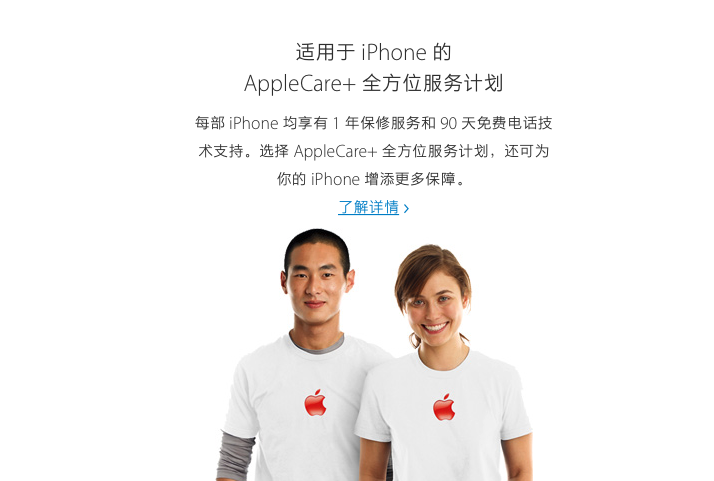 适用于 iPhone 的
AppleCare+ 全方位服务计划
每部 iPhone 均享有 1 年保修服务和 90 天免费电话技
术支持。选择 AppleCare+ 全方位服务计划，还可为
你的 iPhone 增添更多保障。
了解详情 ›